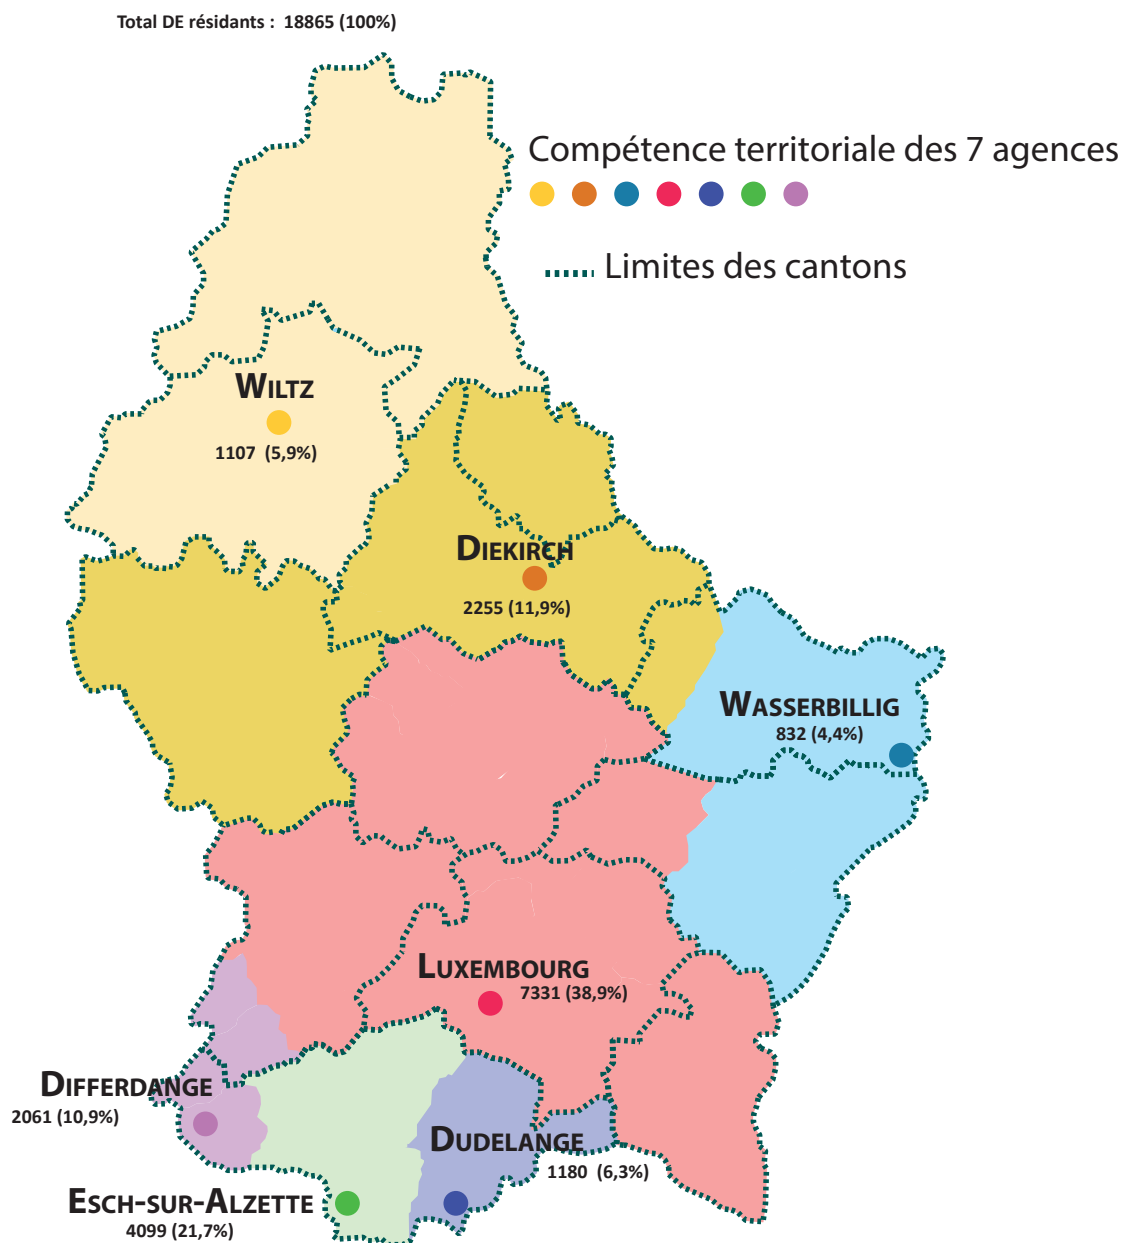 Total DE résidants : 18865 (100%)
Compétence territoriale des 7 agences
Limites des cantons
Wiltz
1107 (5,9%)
Diekirch
2255 (11,9%)
Wasserbillig
832 (4,4%)
Luxembourg
7331 (38,9%)
Differdange
2061 (10,9%)
Dudelange
1180 (6,3%)
Esch-sur-Alzette
4099 (21,7%)